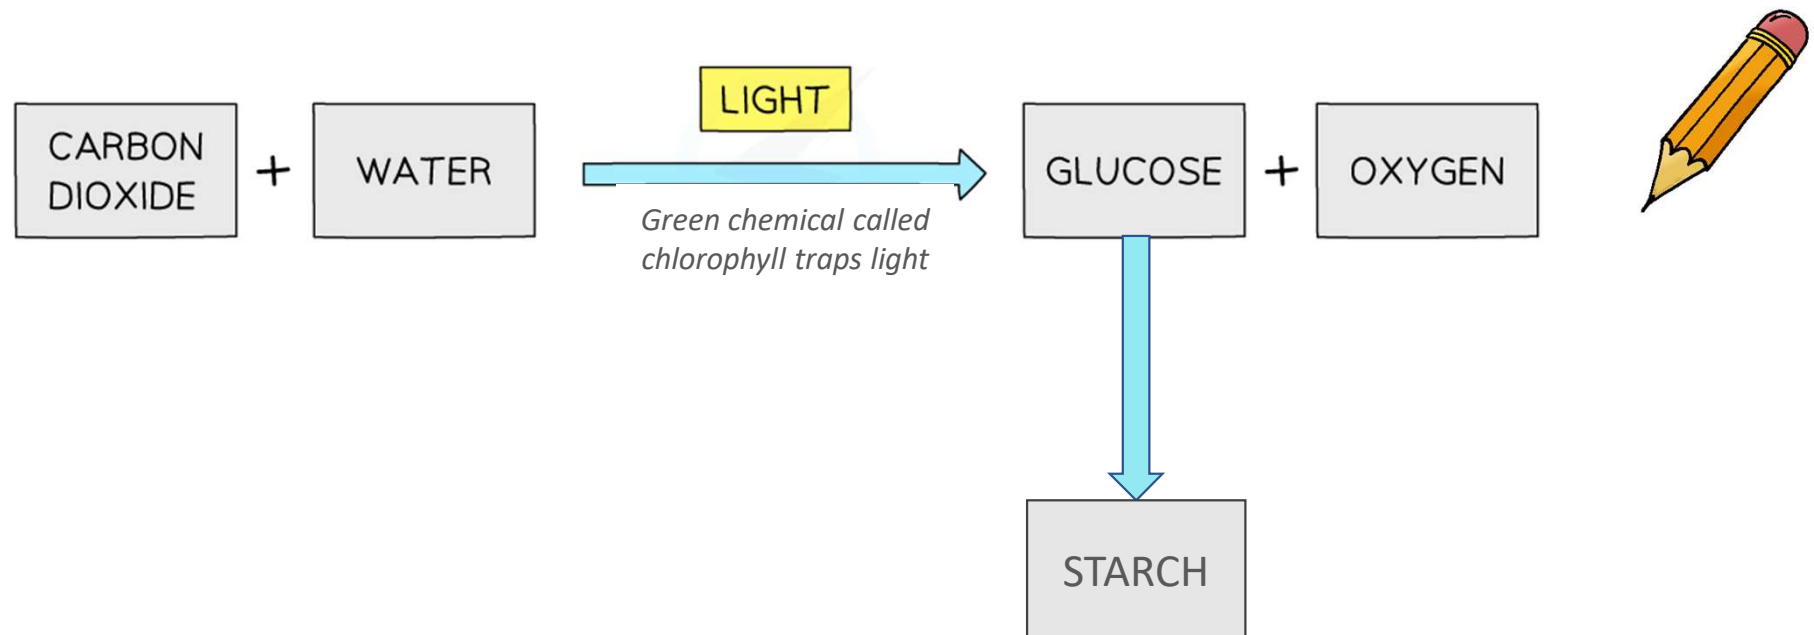 LIGHT
CARBON
DIOXIDE
+
WATER
GLUCOSE
+
OXYGEN
Green chemical called
chlorophyll traps light
STARCH